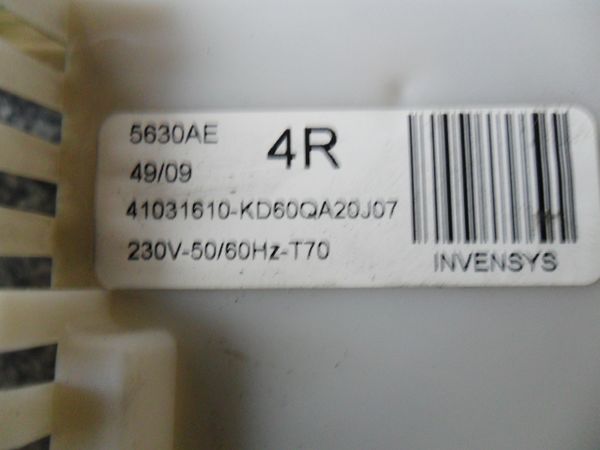 5630AE 4R
49/09
41031610-KD60QA20J07
230V-50/60Hz-T70
INVENSYS